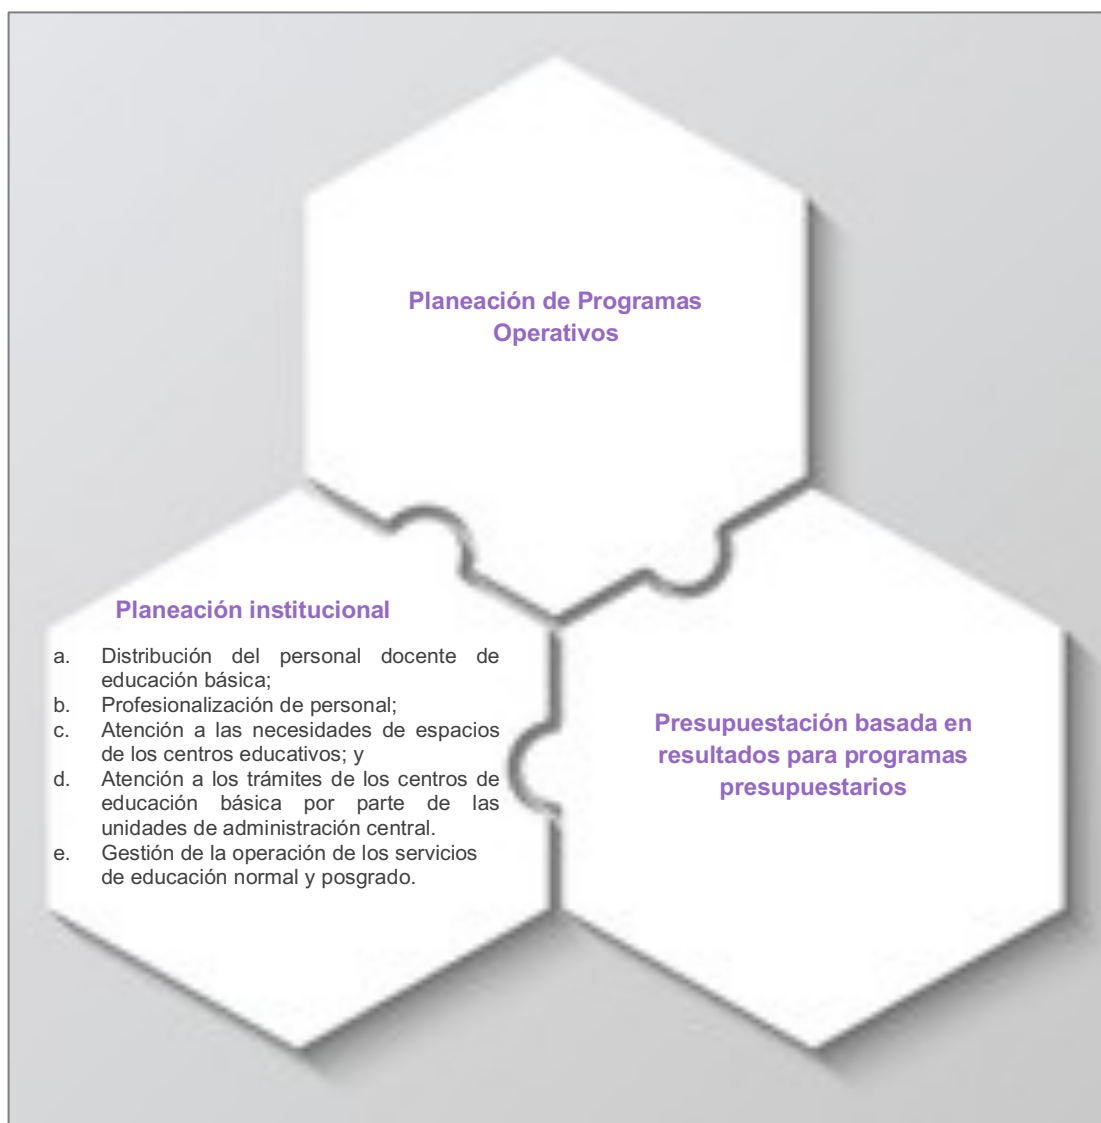 Planeación de Programas
Operativos
Planeación institucional
a. Distribución del personal docente de
educación básica;
b. Profesionalización de personal;
c. Atención a las necesidades de espacios
de los centros educativos; y
d. Atención a los trámites de los centros de
educación básica por parte de las
unidades de administración central.
e. Gestión de la operación de los servicios
de educación normal y posgrado.
Presupuestación basada en
resultados para programas
presupuestarios